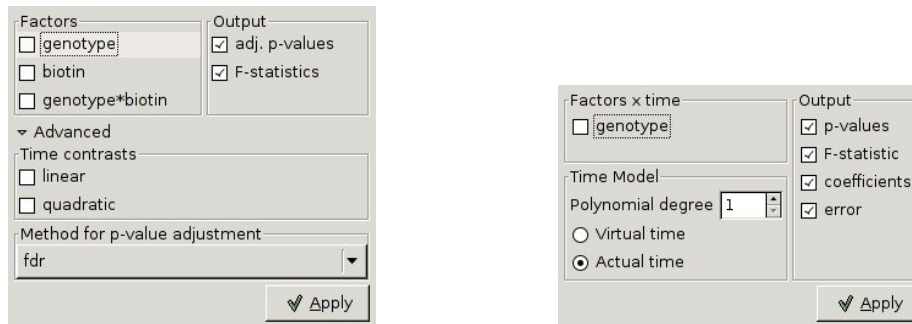 Factors
genotype
biotin
genotype*biotin
Output
adj. p-values
F-statistics
Advanced
Time contrasts
linear
quadratic
Method for p-value adjustment
fdr
Apply
Factors x time
genotype
Time Model
Polynomial degree 1
Virtual time
Actual time
Output
p-values
F-statistic
coefficients
error
Apply